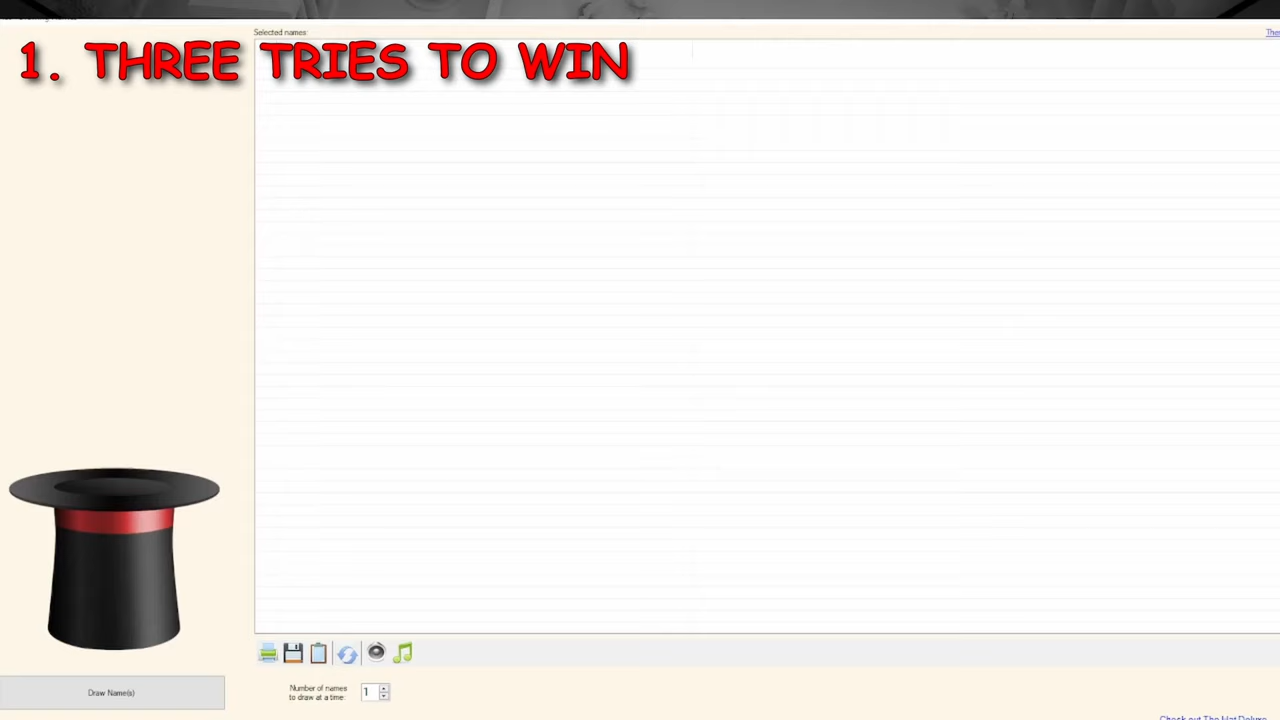 Selected names:
1. THREE TRIES TO WIN
Draw Name(s)
Number of names
to draw at a time:
1
Check out The Hat Deluxe